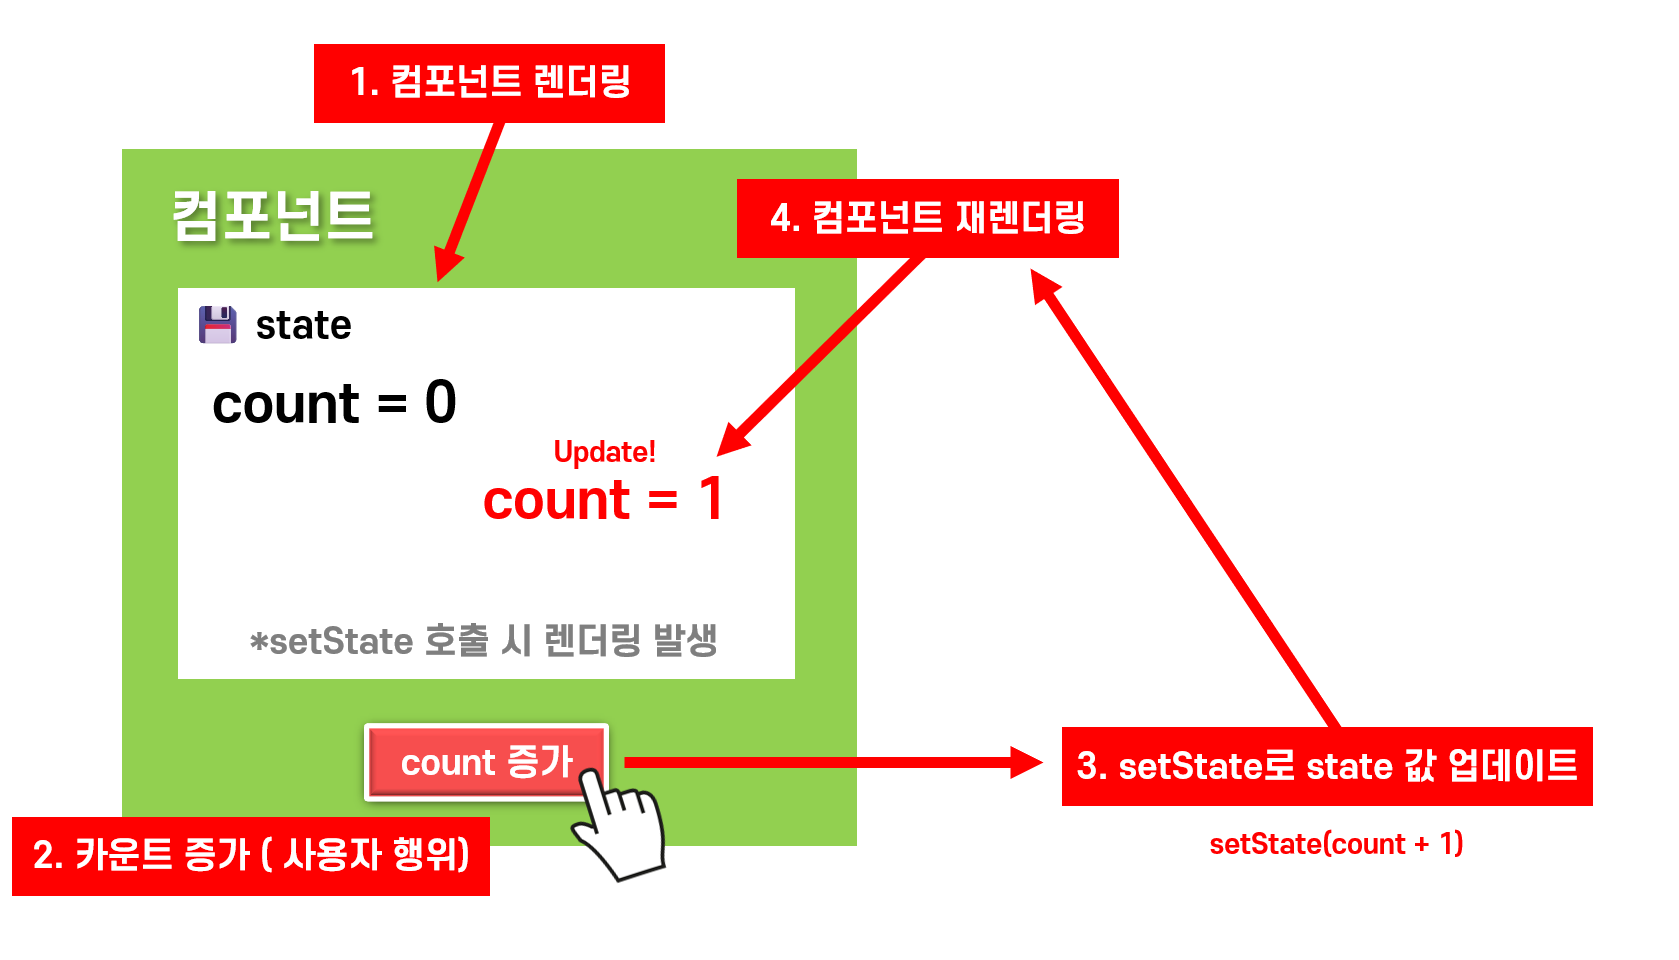 1. 컴포넌트 렌더링
컴포넌트
4. 컴포넌트 재렌더링
state
count = 0
Update!
count = 1
*setState 호출 시 렌더링 발생
count 증가
3. setState로 state 값 업데이트
setState(count + 1)
2. 카운트 증가 ( 사용자 행위)